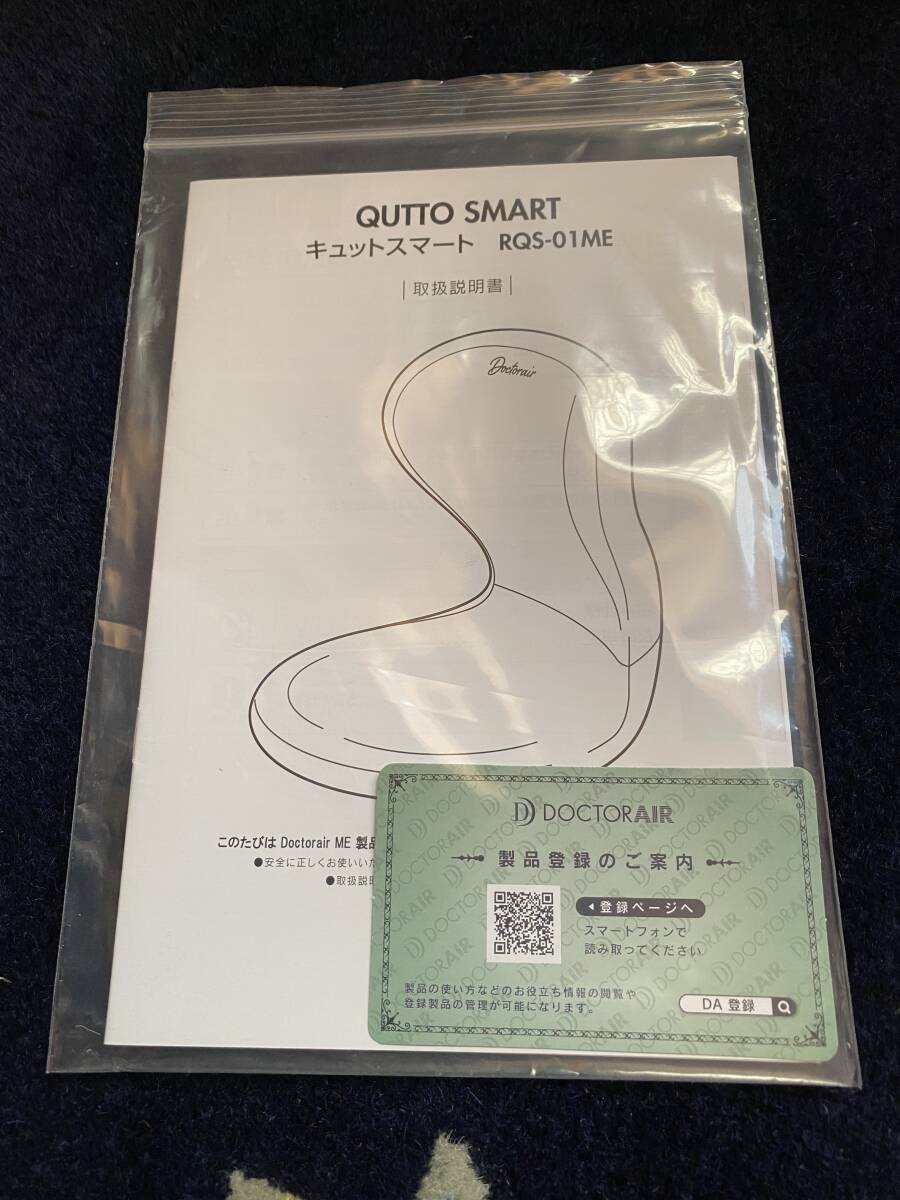 QUTTO SMART
キュットスマート RQS-01ME
取扱説明書
Doctorair
このたびは Doctorair ME 製品
●安全に正しくお使いいた
●取扱説明
DOCTORAIR
製品登録のご案内
登録ページへ
スマートフォンで
読み取ってください
製品の使い方などのお役立ち情報の閲覧や
登録製品の管理が可能になります。
DA 登録